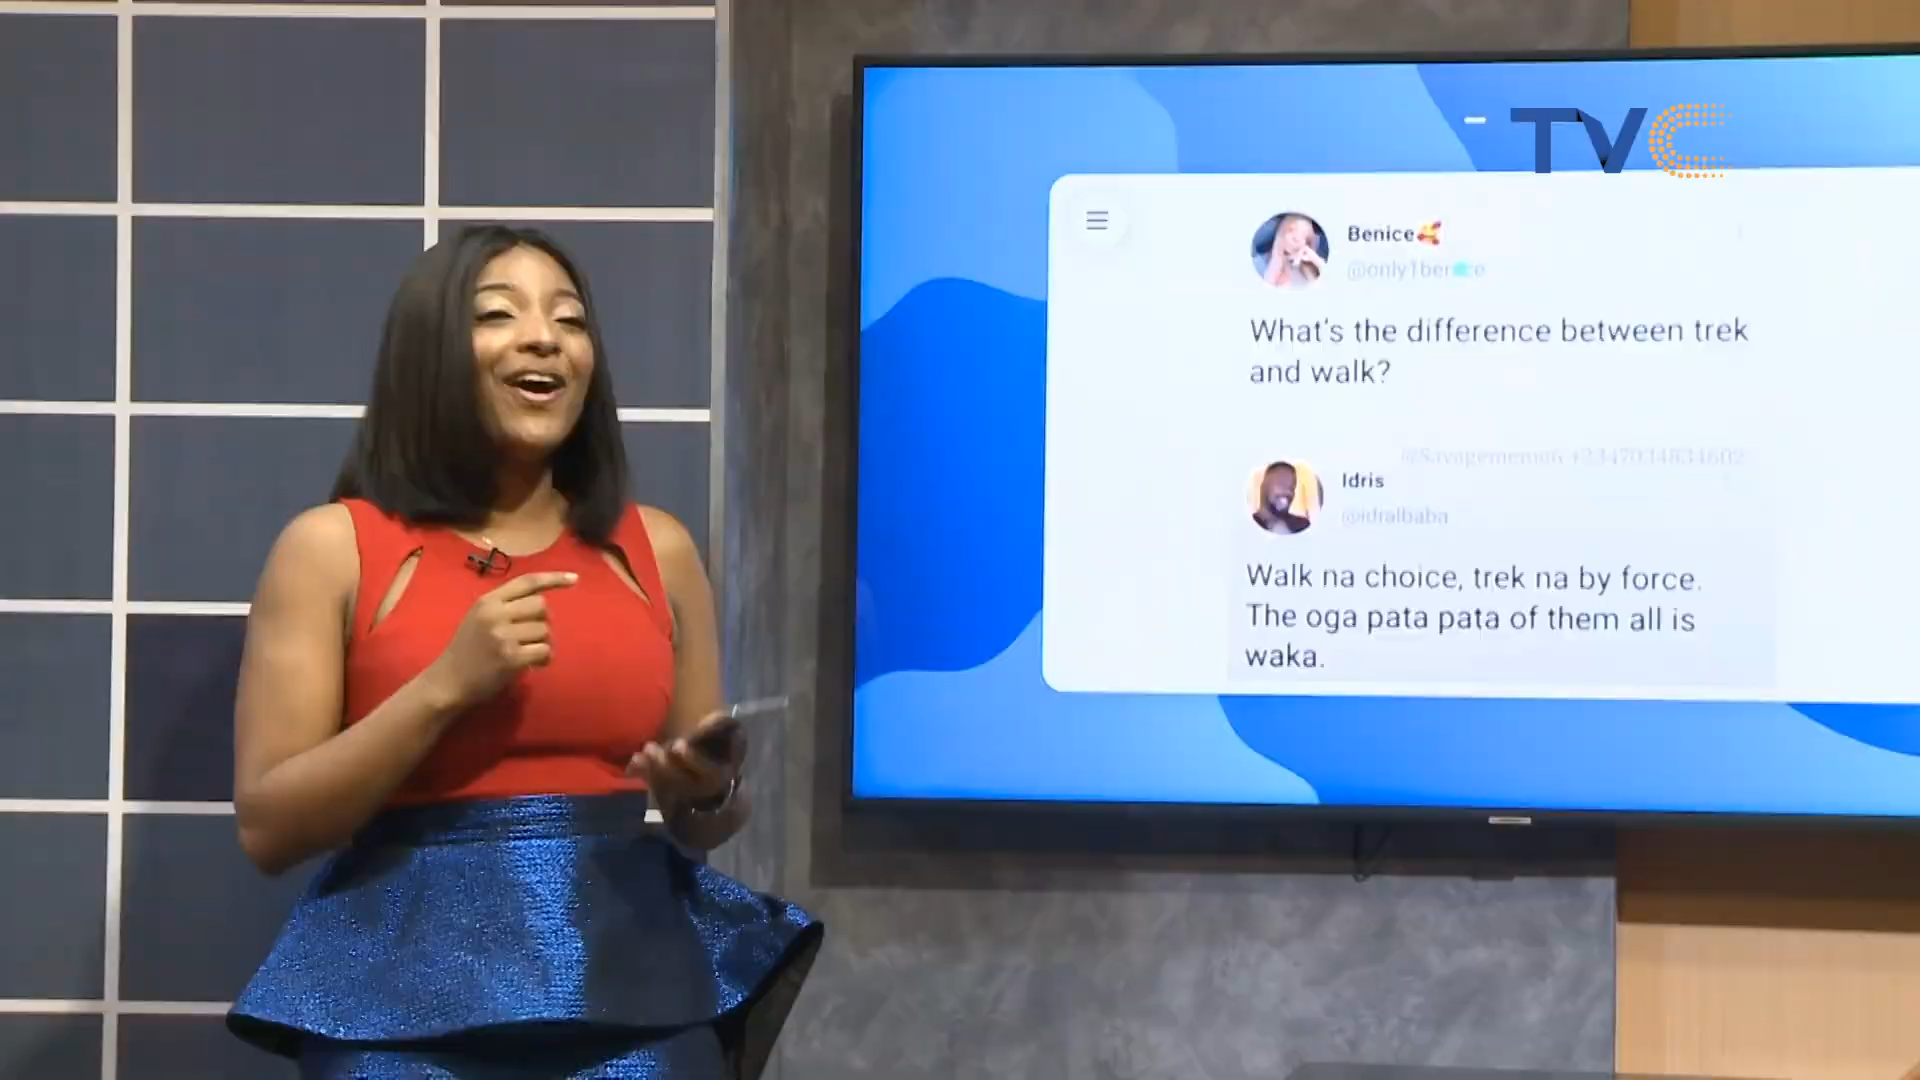 TVC
Benice
What's the difference between trek
and walk?
Idris
@idralbaba
Walk na choice, trek na by force.
The oga pata pata of them all is
waka.